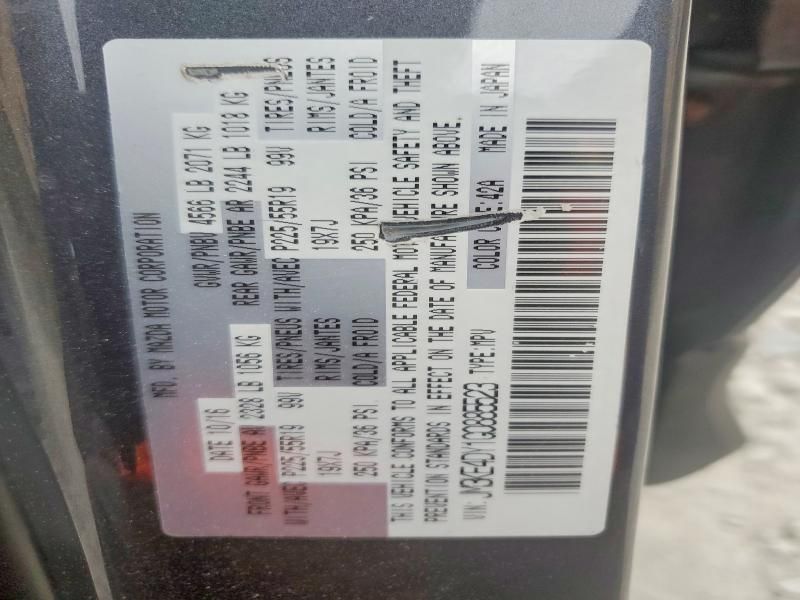 MFD. BY MAZDA MOTOR CORPORATION
DATE 10/16 GVWR/PNBV 4566 LB 2071 KG
FRONT GAWR/PNBE AV 2328 LB 1056 KG REAR GAWR/PNBE AR 2244 LB 1018 KG
WITH/AVEC P225/55R19 99V TIRES/PNEUS WITH/AVEC P225/55R19 99V TIRES/PNEUS
19X7J RIMS/JANTES 19X7J RIMS/JANTES
250 KPA/36 PSI COLD/A FROID 250 KPA/36 PSI COLD/A FROID
THIS VEHICLE CONFORMS TO ALL APPLICABLE FEDERAL MOTOR VEHICLE SAFETY AND THEFT
PREVENTION STANDARDS IN EFFECT ON THE DATE OF MANUFACTURE SHOWN ABOVE.
VIN: JM3KE4DY1G0885523 TYPE:MPV COLOR CODE:42A MADE IN JAPAN